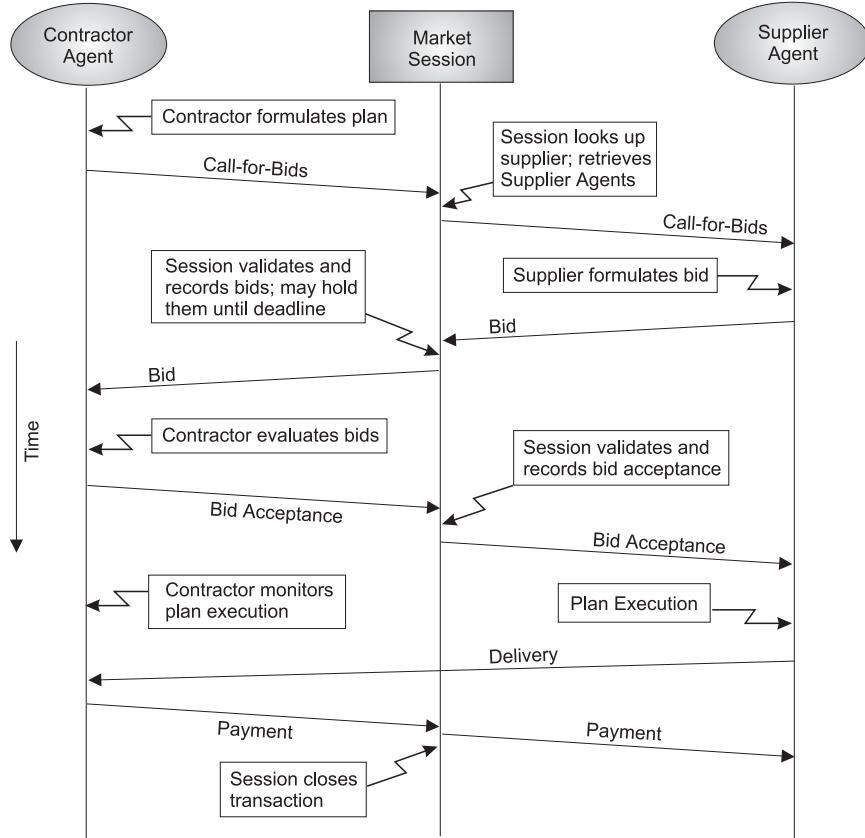 Contractor
Agent
Market
Session
Supplier
Agent
Contractor formulates plan
Session looks up
supplier; retrieves
Supplier Agents
Call-for-Bids
Call-for-Bids
Session validates and
records bids; may hold
them until deadline
Supplier formulates bid
Bid
Bid
Time
Contractor evaluates bids
Session validates and
records bid acceptance
Bid Acceptance
Bid Acceptance
Contractor monitors
plan execution
Plan Execution
Delivery
Payment
Payment
Session closes
transaction